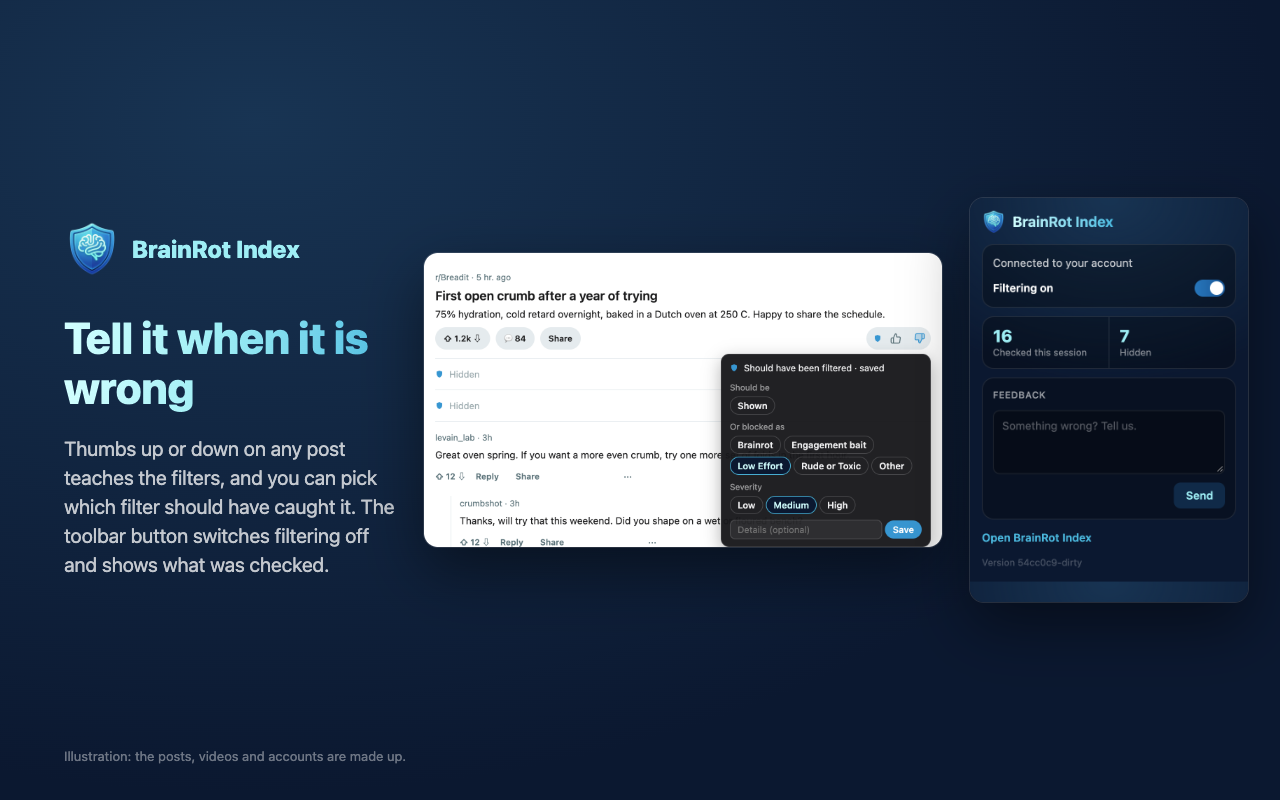 BrainRot Index
Tell it when it is
wrong
Thumbs up or down on any post
teaches the filters, and you can pick
which filter should have caught it. The
toolbar button switches filtering off
and shows what was checked.
Illustration: the posts, videos and accounts are made up.
r/Breadit · 5 hr. ago
First open crumb after a year of trying
75% hydration, cold retard overnight, baked in a Dutch oven at 250 C. Happy to share the schedule.
1.2k 84 Share
Hidden
Hidden
levain_lab · 3h
Great oven spring. If you want a more even crumb, try one more
12 Reply Share ···
crumbshot · 3h
Thanks, will try that this weekend. Did you shape on a wet
12 Reply Share ···
Should have been filtered · saved
Should be
Shown
Or blocked as
Brainrot Engagement bait
Low Effort Rude or Toxic Other
Severity
Low Medium High
Details (optional) Save
BrainRot Index
Connected to your account
Filtering on
16 7
Checked this session Hidden
FEEDBACK
Something wrong? Tell us.
Send
Open BrainRot Index
Version 54cc0c9-dirty